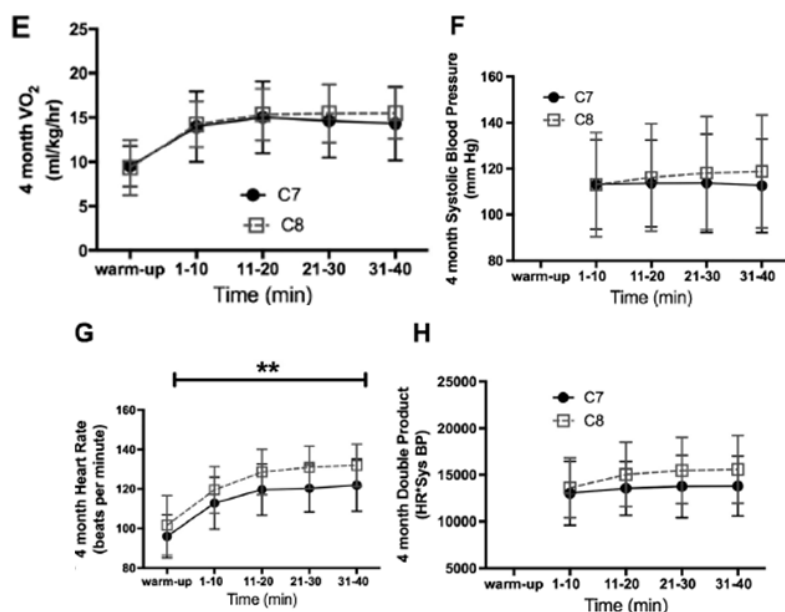 E
4 month VO2
(ml/kg/hr)
25
20
15
10
5
0
C7
C8
warm-up 1-10 11-20 21-30 31-40
Time (min)
F
4 month Systolic Blood Pressure
(mm Hg)
160
140
120
100
80
C7
C8
warm-up 1-10 11-20 21-30 31-40
Time (min)
G
**
4 month Heart Rate
(beats per minute)
160
140
120
100
80
warm-up 1-10 11-20 21-30 31-40
Time (min)
H
4 month Double Product
(HR*Sys BP)
25000
20000
15000
10000
5000
C7
C8
warm-up 1-10 11-20 21-30 31-40
Time (min)